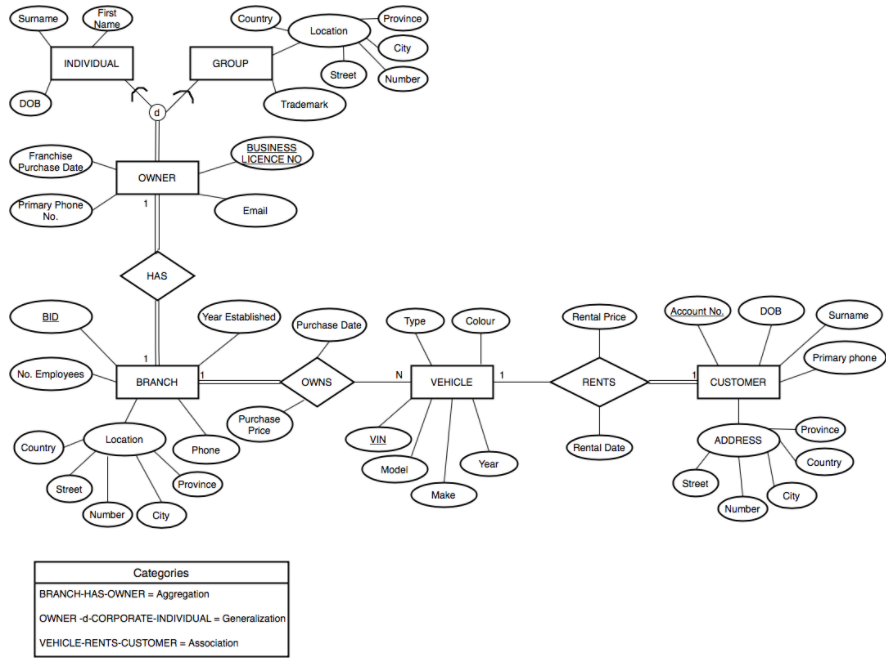 Surname
First
Name
Country
Location
Province
City
Number
Street
INDIVIDUAL
GROUP
DOB
Trademark
d
Franchise
Purchase Date
BUSINESS
LICENCE NO
OWNER
Primary Phone
No.
Email
1
HAS
BID
Year Established
Purchase Date
Type
Colour
Rental Price
Account No.
DOB
Surname
No. Employees
1
BRANCH
1
OWNS
N
VEHICLE
1
RENTS
1
CUSTOMER
Primary phone
Purchase
Price
Country
Location
Phone
VIN
Model
Year
Make
Rental Date
ADDRESS
Province
Country
Street
Number
City
Street
Province
Number
City
Categories
BRANCH-HAS-OWNER = Aggregation
OWNER -d-CORPORATE-INDIVIDUAL = Generalization
VEHICLE-RENTS-CUSTOMER = Association